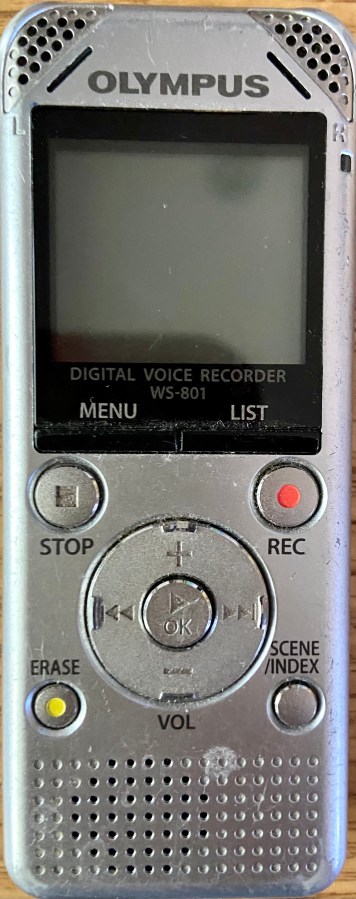 OLYMPUS
L R
DIGITAL VOICE RECORDER
WS-801
MENU LIST
STOP REC
+
OK
SCENE
ERASE /INDEX
-
VOL